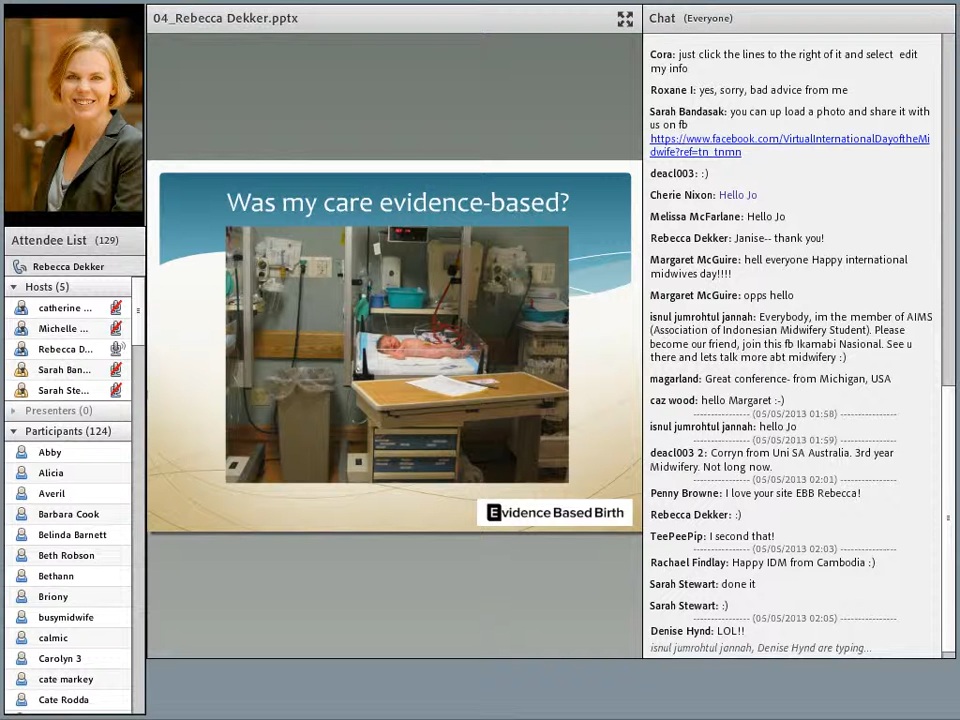 04_Rebecca Dekker.pptx
Chat (Everyone)
Cora: just click the lines to the right of it and select edit
my info
Roxane I: yes, sorry, bad advice from me
Sarah Bandasak: you can up load a photo and share it with
us on fb
https://www.facebook.com/VirtualInternationalDayoftheMi
dwife?ref=tn_tnmn
deacl003: :)
Cherie Nixon: Hello Jo
Melissa McFarlane: Hello Jo
Rebecca Dekker: Janise-- thank you!
Margaret McGuire: hell everyone Happy international
midwives day!!!!
Margaret McGuire: opps hello
isnul jumrohtul jannah: Everybody, im the member of AIMS
(Association of Indonesian Midwifery Student). Please
become our friend, join this fb Ikamabi Nasional. See u
there and lets talk more abt midwifery :)
magarland: Great conference- from Michigan, USA
caz wood: hello Margaret :-)
---------------- (05/05/2013 01:58) ----------------
isnul jumrohtul jannah: hello Jo
---------------- (05/05/2013 01:59) ----------------
deacl003 2: Corryn from Uni SA Australia. 3rd year
Midwifery. Not long now.
---------------- (05/05/2013 02:01) ----------------
Penny Browne: I love your site EBB Rebecca!
Rebecca Dekker: :)
TeePeePip: I second that!
---------------- (05/05/2013 02:03) ----------------
Rachael Findlay: Happy IDM from Cambodia :)
Sarah Stewart: done it
Sarah Stewart: :)
---------------- (05/05/2013 02:05) ----------------
Denise Hynd: LOL!!
isnul jumrohtul jannah, Denise Hynd are typing...
Was my care evidence-based?
Evidence Based Birth
Attendee List (129)
Rebecca Dekker
Hosts (5)
catherine ...
Michelle ...
Rebecca D...
Sarah Ban...
Sarah Ste...
Presenters (0)
Participants (124)
Abby
Alicia
Averil
Barbara Cook
Belinda Barnett
Beth Robson
Bethann
Briony
busymidwife
calmic
Carolyn 3
cate markey
Cate Rodda